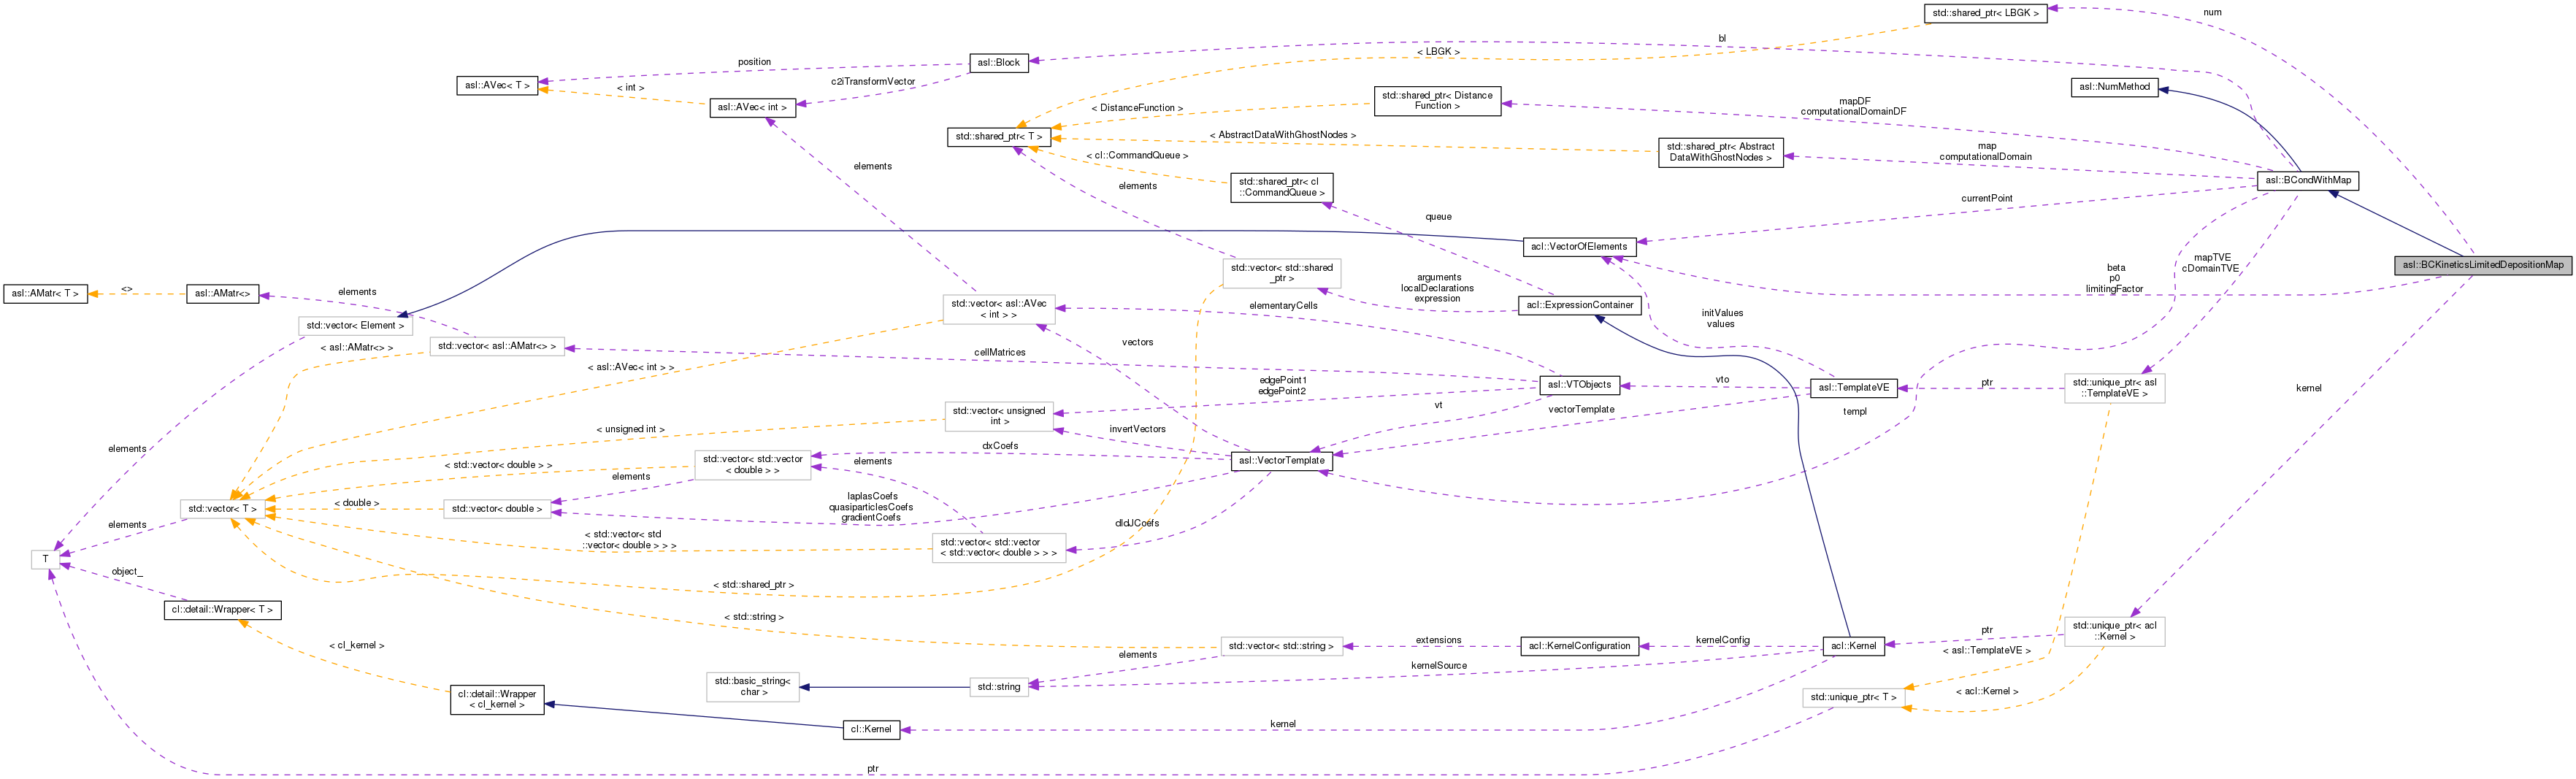 std::shared_ptr< LBGK >
num
bl
< LBGK >
asl::Block
position
c2iTransformVector
asl::AVec< T >
< int >
asl::AVec< int >
asl::NumMethod
std::shared_ptr< Distance
Function >
< DistanceFunction >
mapDF
computationalDomainDF
std::shared_ptr< T >
< AbstractDataWithGhostNodes >
std::shared_ptr< Abstract
DataWithGhostNodes >
map
computationalDomain
< cl::CommandQueue >
std::shared_ptr< cl
::CommandQueue >
elements
elements
asl::BCondWithMap
currentPoint
queue
acl::VectorOfElements
mapTVE
cDomainTVE
beta
p0
limitingFactor
asl::BCKineticsLimitedDepositionMap
std::vector< std::shared
_ptr >
arguments
localDeclarations
expression
acl::ExpressionContainer
asl::AMatr< T >
<>
asl::AMatr<>
elements
std::vector< asl::AVec
< int > >
elementaryCells
initValues
values
std::vector< Element >
< asl::AMatr<> >
std::vector< asl::AMatr<> >
vectors
cellMatrices
< asl::AVec< int > >
edgePoint1
edgePoint2
asl::VTObjects
vto
asl::TemplateVE
ptr
std::unique_ptr< asl
::TemplateVE >
kernel
std::vector< unsigned
int >
vt
vectorTemplate
templ
< unsigned int >
invertVectors
elements
dxCoefs
asl::VectorTemplate
std::vector< std::vector
< double > >
< std::vector< double > >
elements
elements
std::vector< T >
< double >
std::vector< double >
laplasCoefs
quasiparticlesCoefs
gradientCoefs
elements
dldJCoefs
< std::vector< std
::vector< double > > >
std::vector< std::vector
< std::vector< double > > >
T
object_
< std::shared_ptr >
cl::detail::Wrapper< T >
< std::string >
< cl_kernel >
std::vector< std::string >
extensions
acl::KernelConfiguration
kernelConfig
acl::Kernel
ptr
std::unique_ptr< acl
::Kernel >
< asl::TemplateVE >
elements
kernelSource
std::basic_string<
char >
std::string
cl::detail::Wrapper
< cl_kernel >
< acl::Kernel >
std::unique_ptr< T >
cl::Kernel
kernel
ptr